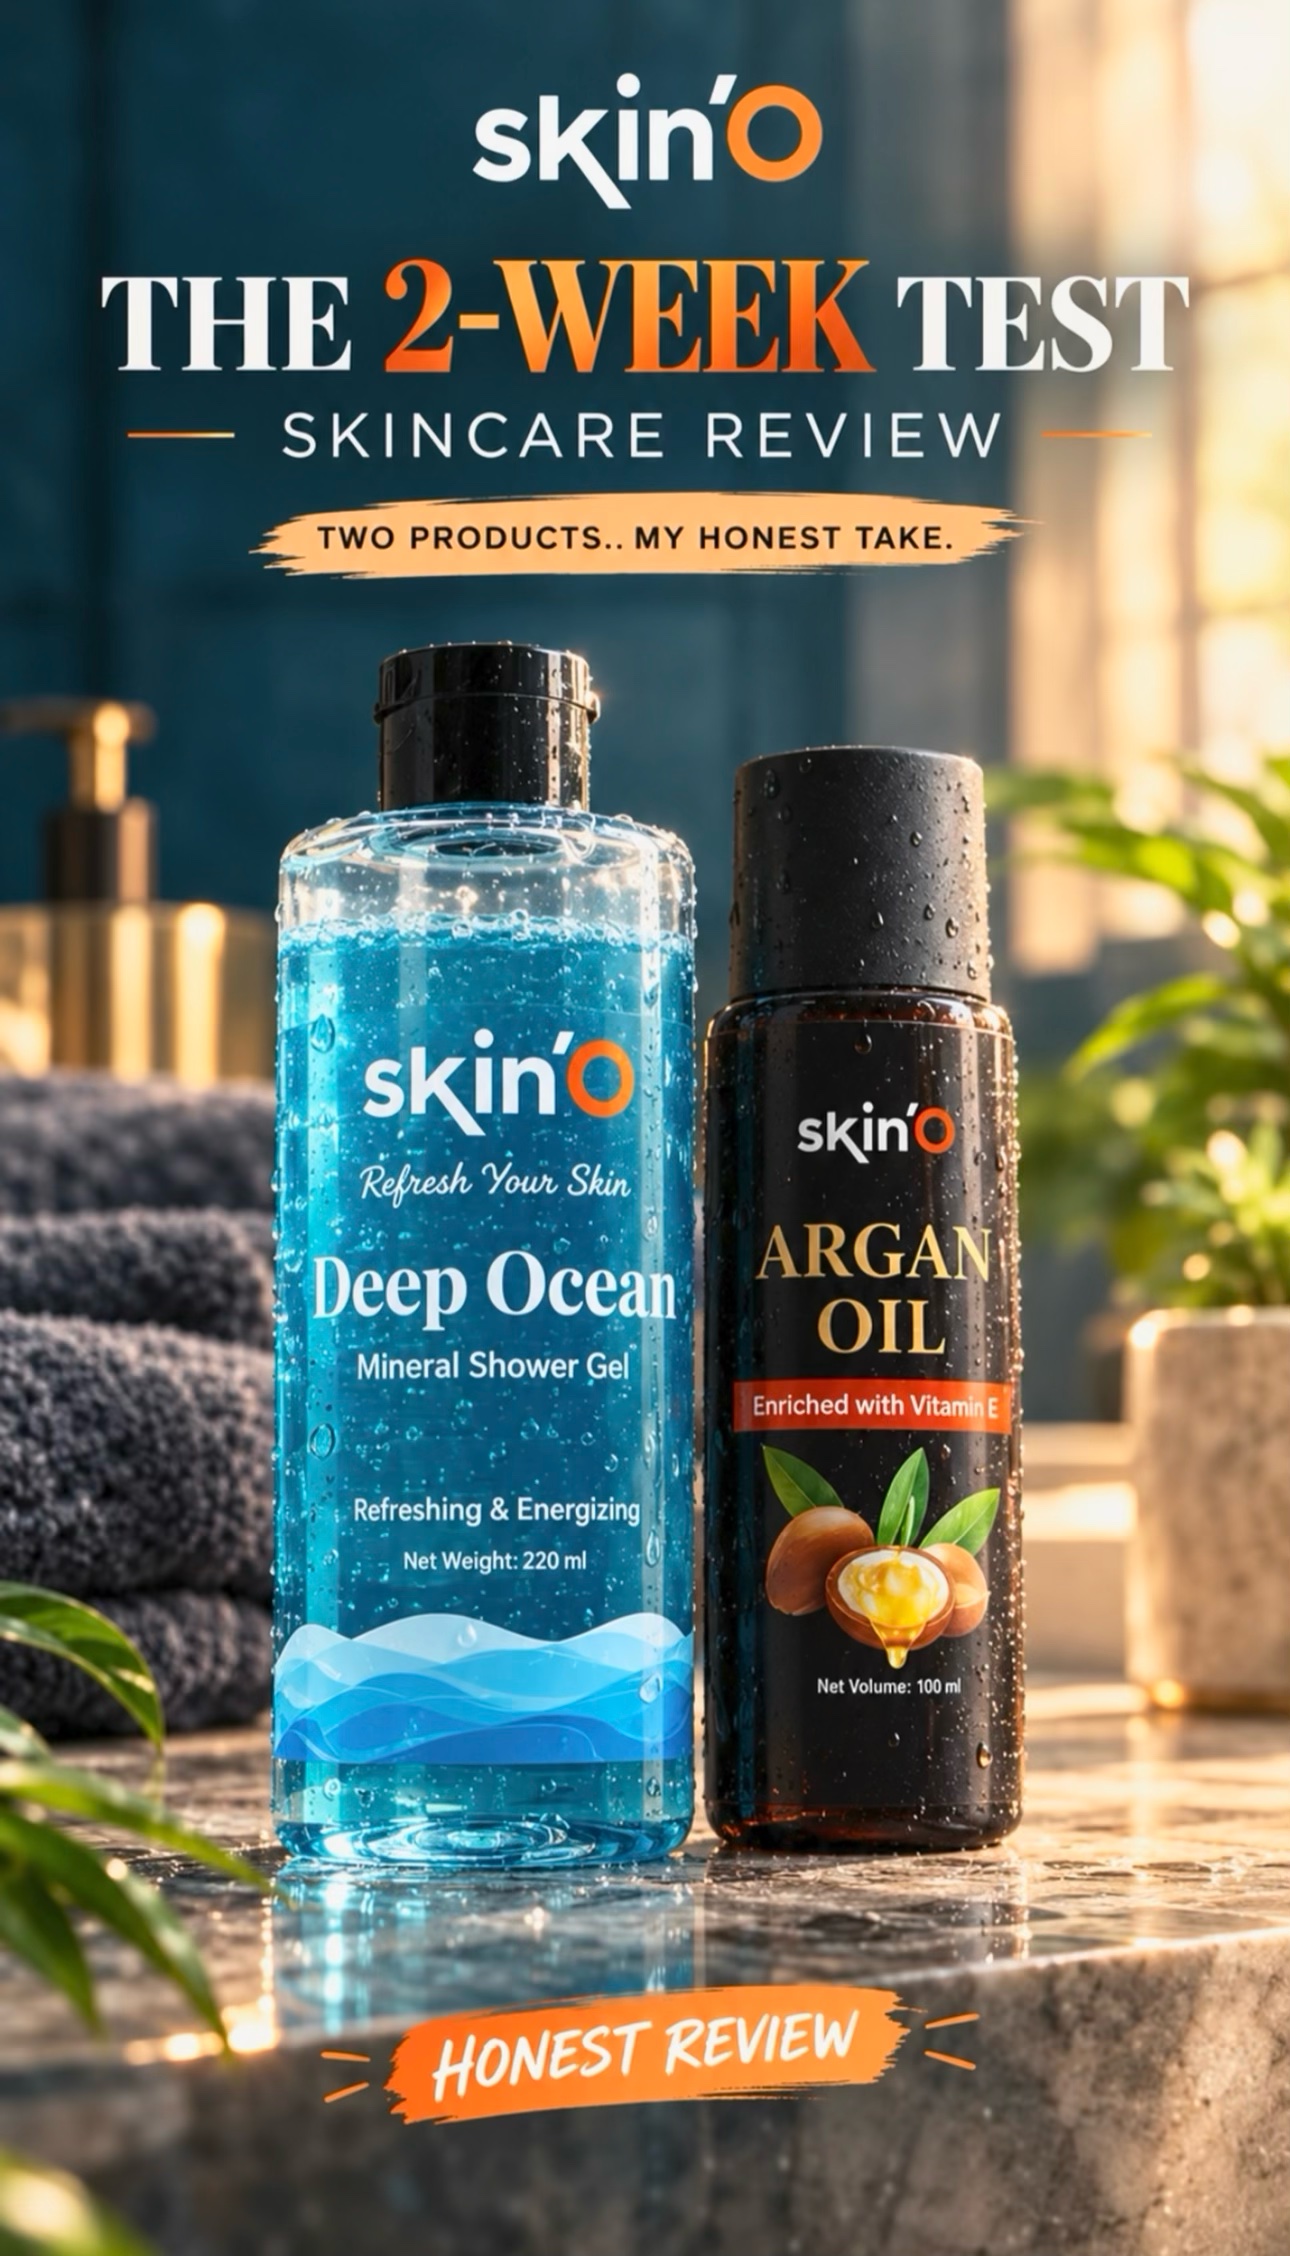 skin'O
THE 2-WEEK TEST
SKINCARE REVIEW
TWO PRODUCTS.. MY HONEST TAKE.
skin'O
Refresh Your Skin
Deep Ocean
Mineral Shower Gel
Refreshing & Energizing
Net Weight: 220 ml
skin'O
ARGAN
OIL
Enriched with Vitamin E
Net Volume: 100 ml
HONEST REVIEW